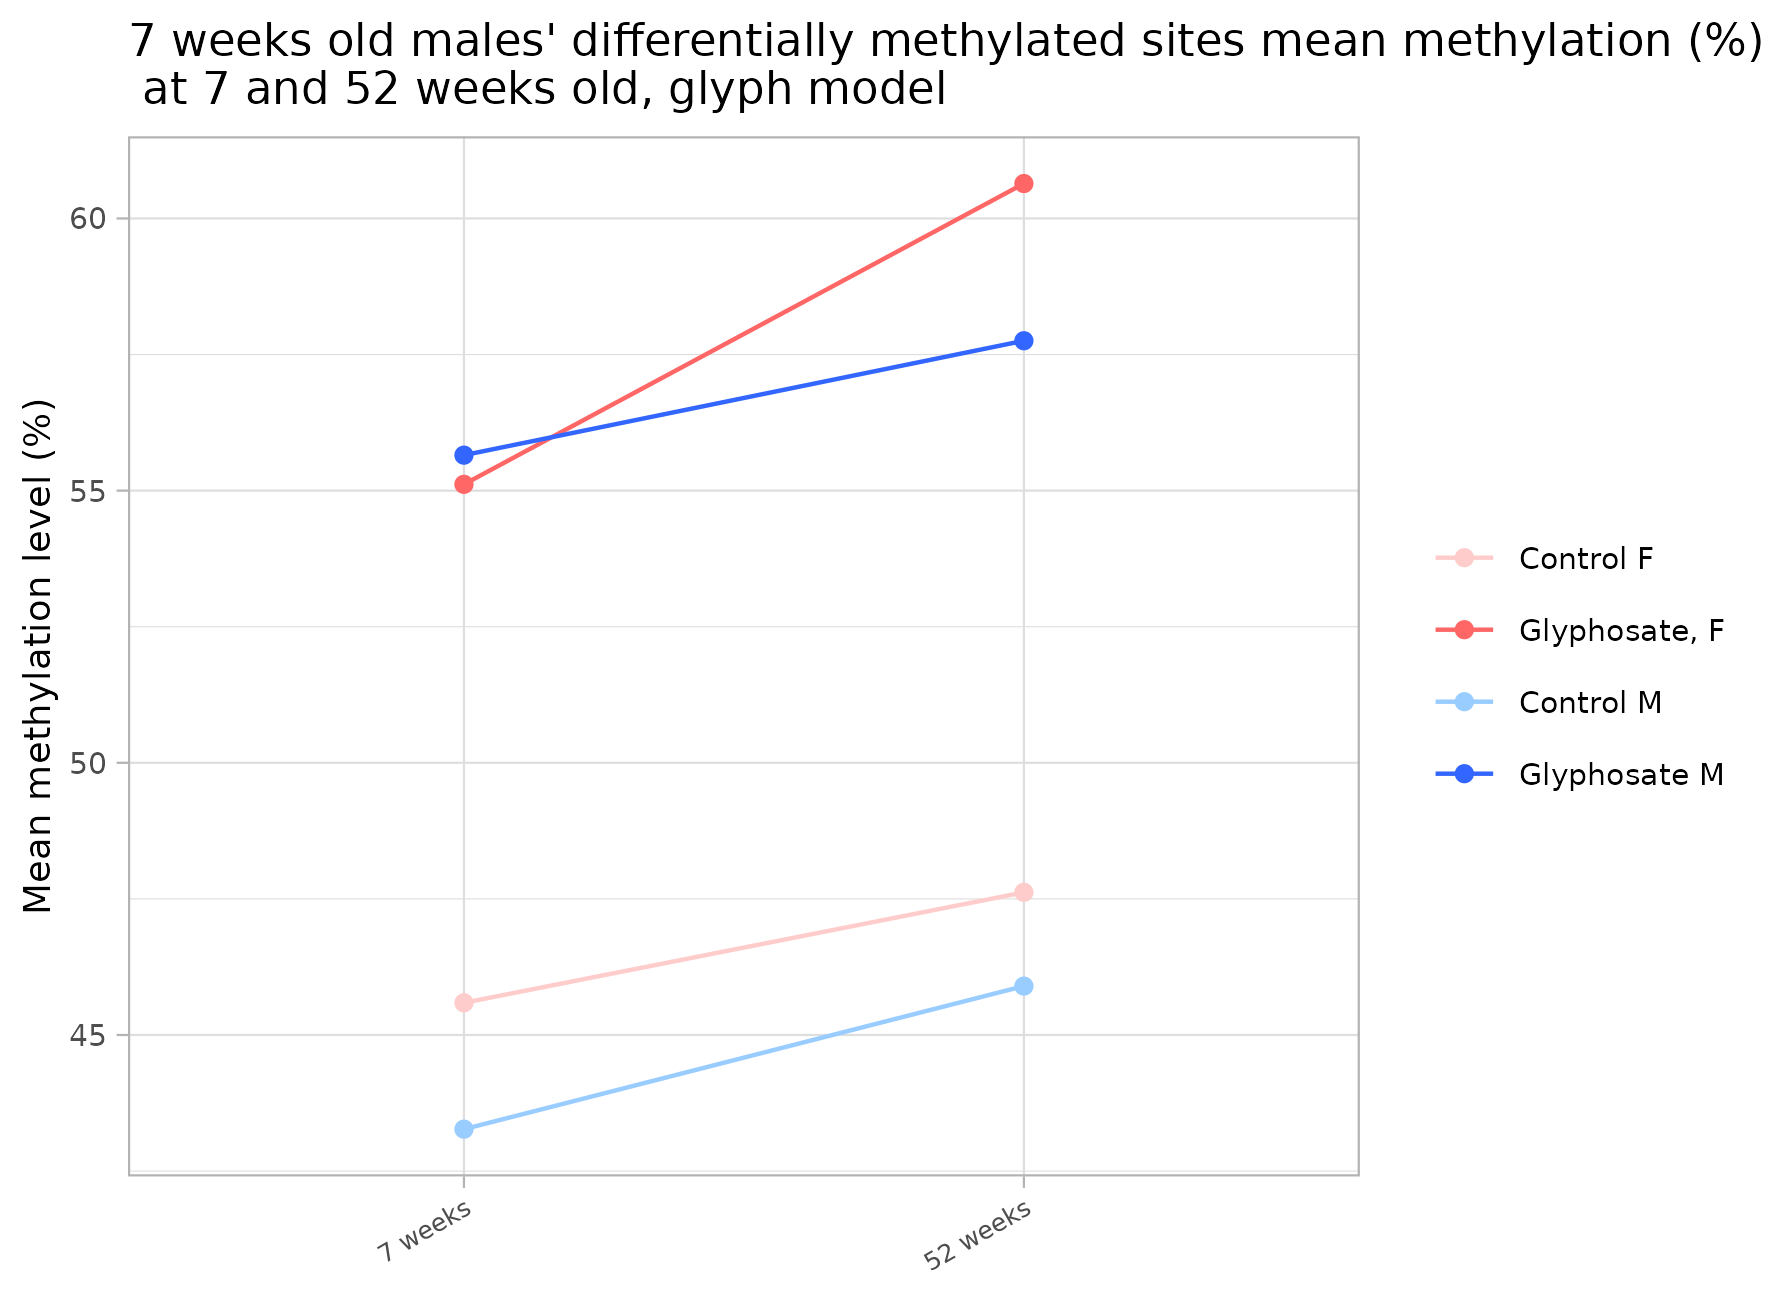 7 weeks old males' differentially methylated sites mean methylation (%)
at 7 and 52 weeks old, glyph model
Mean methylation level (%)
60
55
50
45
7 weeks
52 weeks
Control F
Glyphosate, F
Control M
Glyphosate M